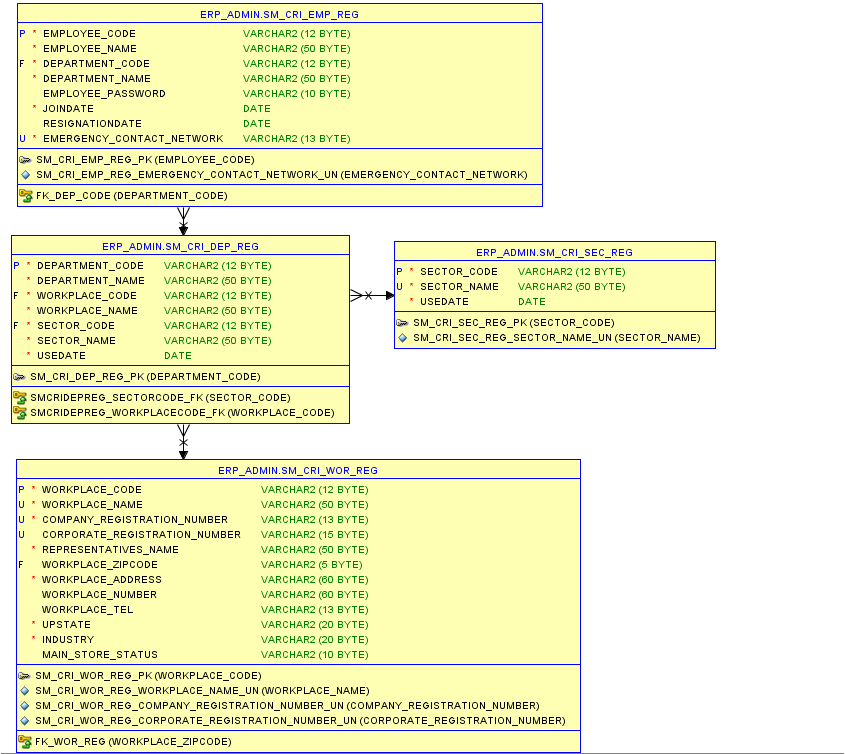 ERP_ADMIN.SM_CRI_EMP_REG
P * EMPLOYEE_CODE VARCHAR2 (12 BYTE)
* EMPLOYEE_NAME VARCHAR2 (50 BYTE)
F * DEPARTMENT_CODE VARCHAR2 (12 BYTE)
* DEPARTMENT_NAME VARCHAR2 (50 BYTE)
EMPLOYEE_PASSWORD VARCHAR2 (10 BYTE)
* JOINDATE DATE
RESIGNATIONDATE DATE
U * EMERGENCY_CONTACT_NETWORK VARCHAR2 (13 BYTE)
SM_CRI_EMP_REG_PK (EMPLOYEE_CODE)
SM_CRI_EMP_REG_EMERGENCY_CONTACT_NETWORK_UN (EMERGENCY_CONTACT_NETWORK)
FK_DEP_CODE (DEPARTMENT_CODE)
ERP_ADMIN.SM_CRI_DEP_REG
P * DEPARTMENT_CODE VARCHAR2 (12 BYTE)
* DEPARTMENT_NAME VARCHAR2 (50 BYTE)
F * WORKPLACE_CODE VARCHAR2 (12 BYTE)
* WORKPLACE_NAME VARCHAR2 (50 BYTE)
F * SECTOR_CODE VARCHAR2 (12 BYTE)
* SECTOR_NAME VARCHAR2 (50 BYTE)
* USEDATE DATE
SM_CRI_DEP_REG_PK (DEPARTMENT_CODE)
SMCRIDEPREG_SECTORCODE_FK (SECTOR_CODE)
SMCRIDEPREG_WORKPLACECODE_FK (WORKPLACE_CODE)
ERP_ADMIN.SM_CRI_SEC_REG
P * SECTOR_CODE VARCHAR2 (12 BYTE)
U * SECTOR_NAME VARCHAR2 (50 BYTE)
* USEDATE DATE
SM_CRI_SEC_REG_PK (SECTOR_CODE)
SM_CRI_SEC_REG_SECTOR_NAME_UN (SECTOR_NAME)
ERP_ADMIN.SM_CRI_WOR_REG
P * WORKPLACE_CODE VARCHAR2 (12 BYTE)
U * WORKPLACE_NAME VARCHAR2 (50 BYTE)
U * COMPANY_REGISTRATION_NUMBER VARCHAR2 (13 BYTE)
U CORPORATE_REGISTRATION_NUMBER VARCHAR2 (15 BYTE)
* REPRESENTATIVES_NAME VARCHAR2 (50 BYTE)
F WORKPLACE_ZIPCODE VARCHAR2 (5 BYTE)
* WORKPLACE_ADDRESS VARCHAR2 (60 BYTE)
WORKPLACE_NUMBER VARCHAR2 (60 BYTE)
WORKPLACE_TEL VARCHAR2 (13 BYTE)
* UPSTATE VARCHAR2 (20 BYTE)
* INDUSTRY VARCHAR2 (20 BYTE)
MAIN_STORE_STATUS VARCHAR2 (10 BYTE)
SM_CRI_WOR_REG_PK (WORKPLACE_CODE)
SM_CRI_WOR_REG_WORKPLACE_NAME_UN (WORKPLACE_NAME)
SM_CRI_WOR_REG_COMPANY_REGISTRATION_NUMBER_UN (COMPANY_REGISTRATION_NUMBER)
SM_CRI_WOR_REG_CORPORATE_REGISTRATION_NUMBER_UN (CORPORATE_REGISTRATION_NUMBER)
FK_WOR_REG (WORKPLACE_ZIPCODE)